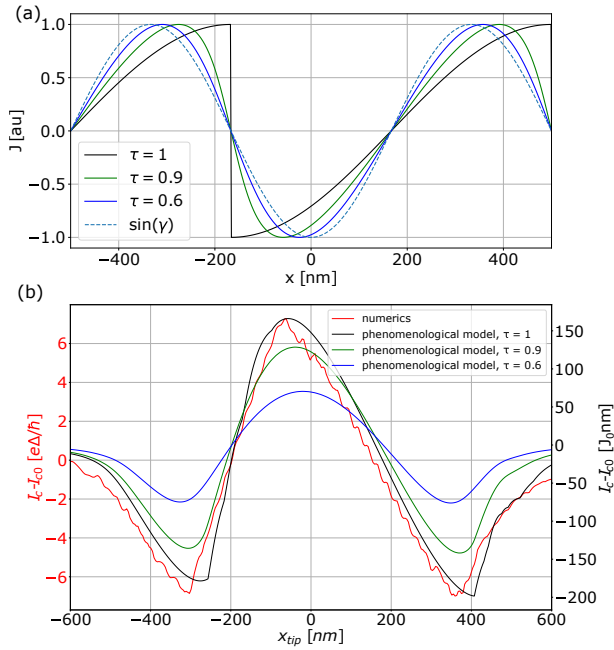 (a)
1.0
0.5
0.0
−0.5
−1.0
J [au]
τ = 1
τ = 0.9
τ = 0.6
sin(γ)
−400 −200 0 200 400
x [nm]
(b)
6
4
2
0
−2
−4
−6
I_c-I_c0 [eΔ/ħ]
numerics
phenomenological model, τ = 1
phenomenological model, τ = 0.9
phenomenological model, τ = 0.6
150
100
50
0
−50
−100
−150
−200
I_c-I_c0 [J_0nm]
−600 −400 −200 0 200 400 600
x_tip [nm]